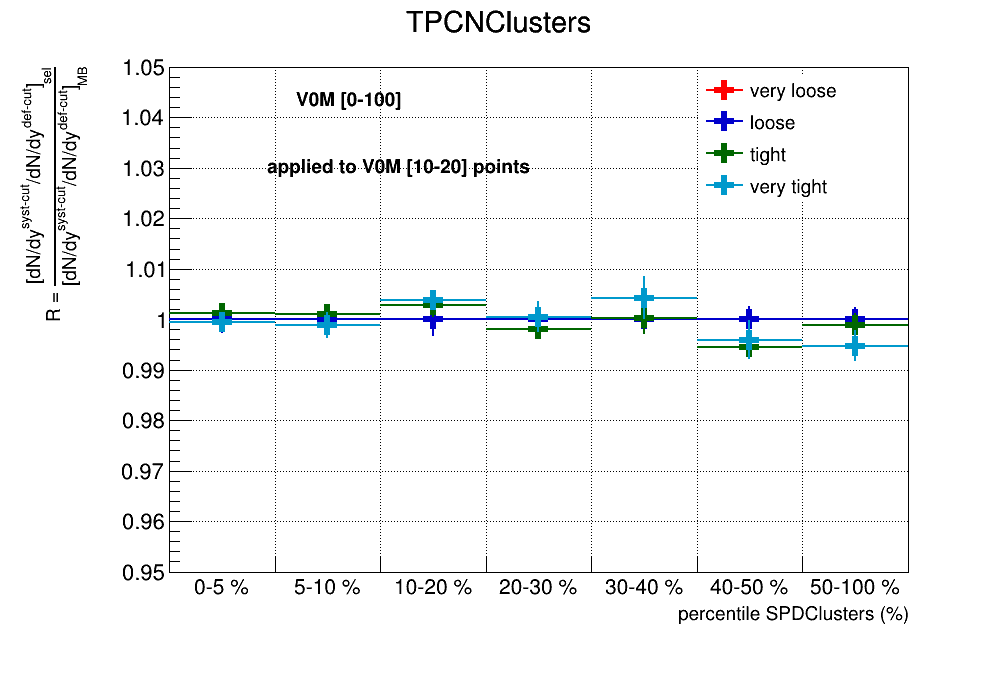 TPCNClusters
R = [dN/dy^syst-cut/dN/dy^def-cut]_sel
[dN/dy^syst-cut/dN/dy^def-cut]_MB
V0M [0-100]
applied to V0M [10-20] points
very loose
loose
tight
very tight
1.05
1.04
1.03
1.02
1.01
1
0.99
0.98
0.97
0.96
0.95
0-5 % 5-10 % 10-20 % 20-30 % 30-40 % 40-50 % 50-100 %
percentile SPDClusters (%)